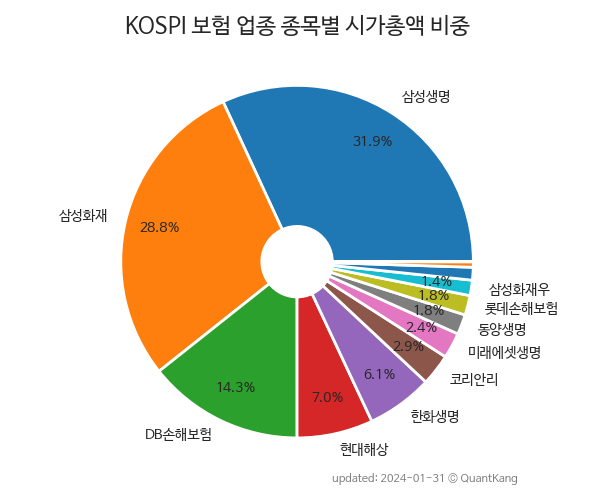 KOSPI 보험 업종 종목별 시가총액 비중
삼성생명
31.9%
삼성화재
28.8%
DB손해보험
14.3%
현대해상
7.0%
한화생명
6.1%
코리안리
2.9%
미래에셋생명
2.4%
동양생명
1.8%
롯데손해보험
1.8%
삼성화재우
1.4%
updated: 2024-01-31 © QuantKang